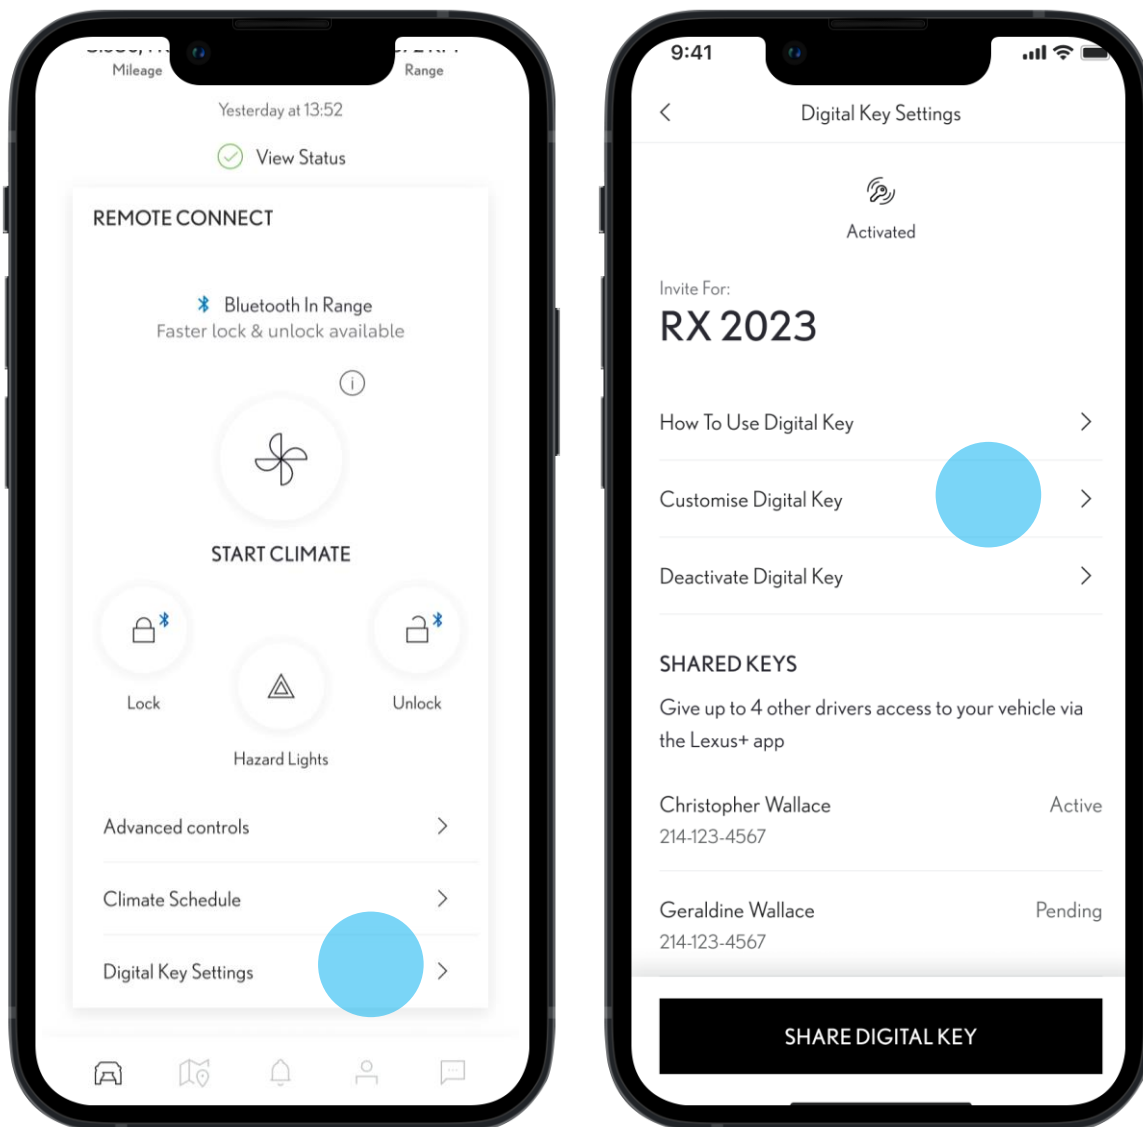 Mileage
Range
Yesterday at 13:52
View Status
REMOTE CONNECT
Bluetooth In Range
Faster lock & unlock available
START CLIMATE
Lock
Unlock
Hazard Lights
Advanced controls
Climate Schedule
Digital Key Settings
9:41
Digital Key Settings
Activated
Invite For:
RX 2023
How To Use Digital Key
Customise Digital Key
Deactivate Digital Key
SHARED KEYS
Give up to 4 other drivers access to your vehicle via
the Lexus+ app
Christopher Wallace Active
214-123-4567
Geraldine Wallace Pending
214-123-4567
SHARE DIGITAL KEY